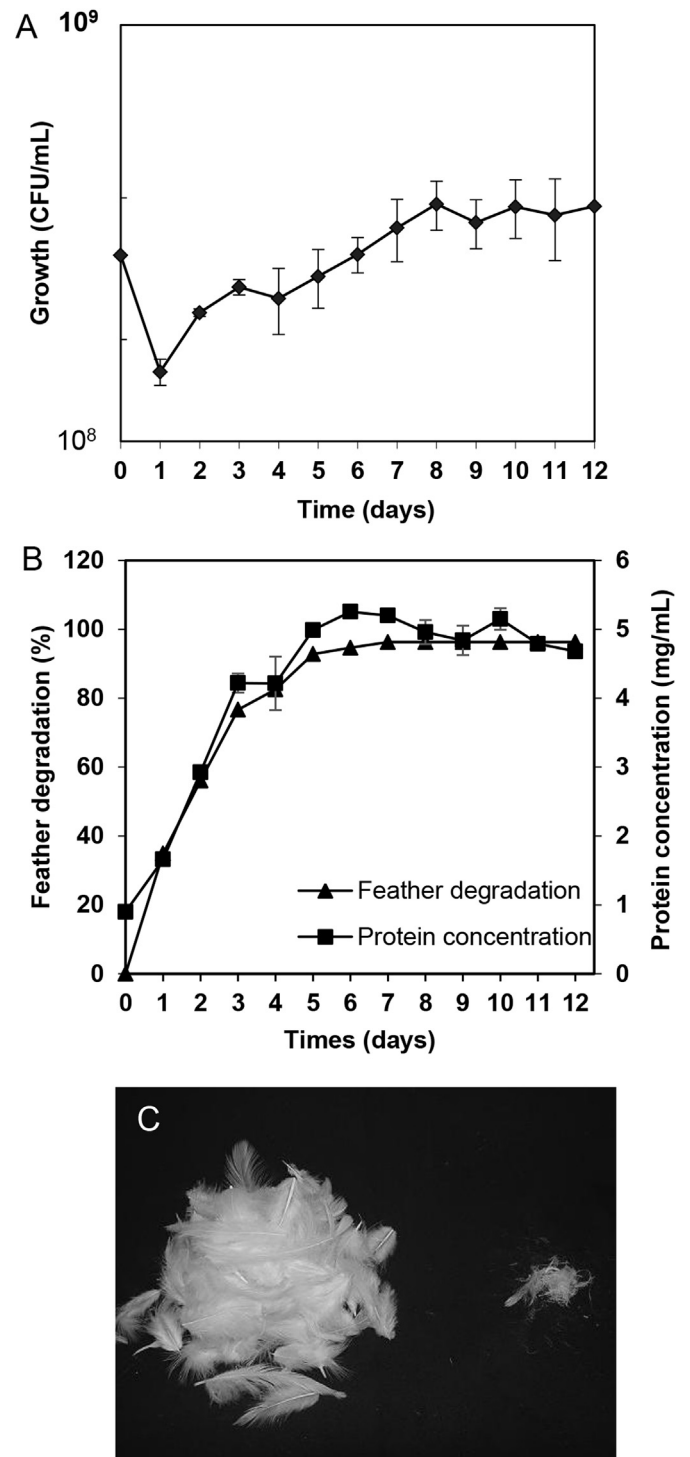 A
10⁹
Growth (CFU/mL)
10⁸
0 1 2 3 4 5 6 7 8 9 10 11 12
Time (days)
B
120 6
100 5
80 4
60 3
40 2
20 1
0 0
Feather degradation (%)
Protein concentration (mg/mL)
Feather degradation
Protein concentration
0 1 2 3 4 5 6 7 8 9 10 11 12
Times (days)
C